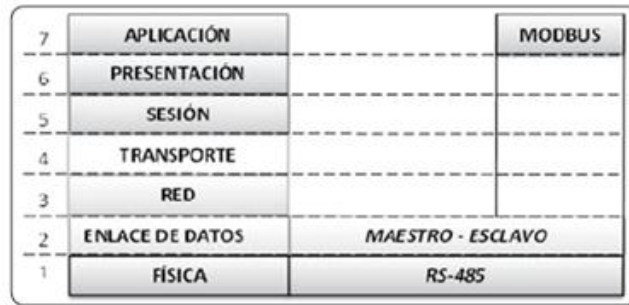 7 APLICACIÓN MODBUS
6 PRESENTACIÓN
5 SESIÓN
4 TRANSPORTE
3 RED
2 ENLACE DE DATOS MAESTRO - ESCLAVO
1 FÍSICA RS-485